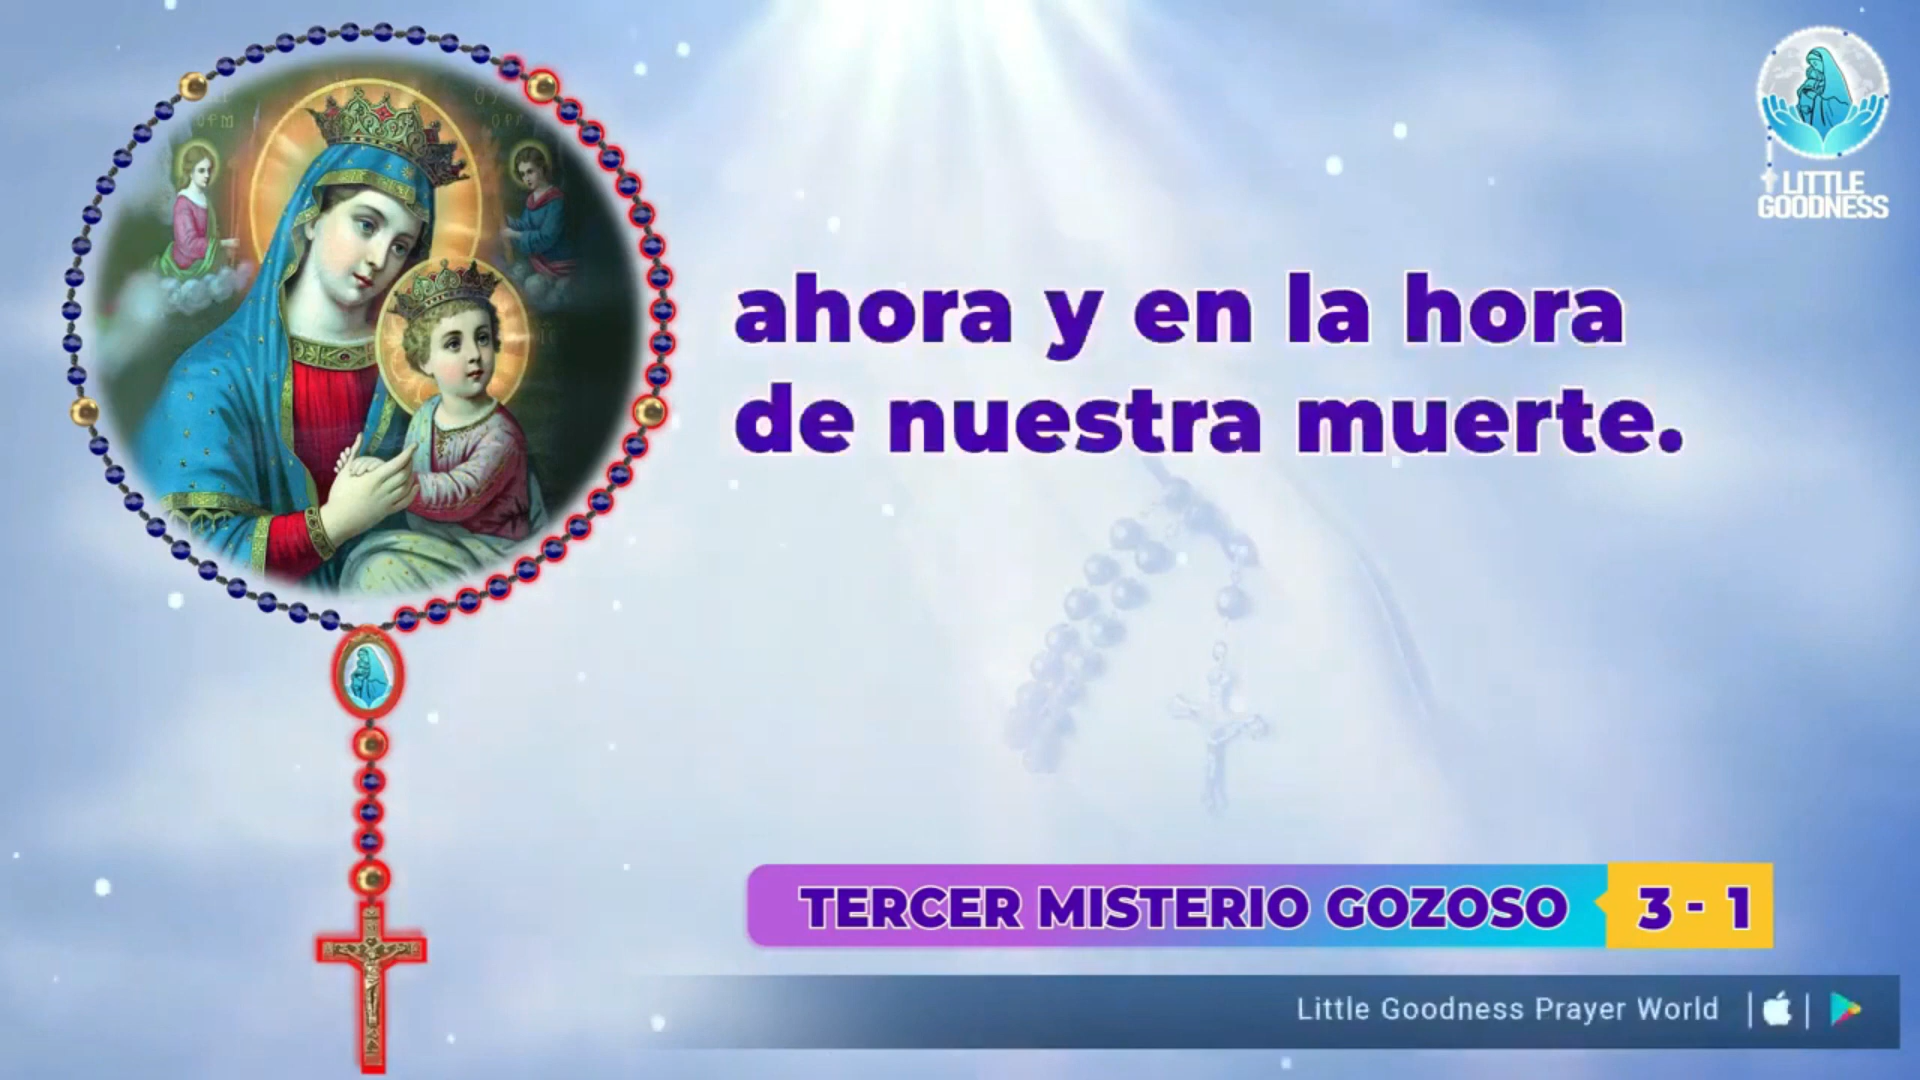 LITTLE
GOODNESS
ahora y en la hora
de nuestra muerte.
TERCER MISTERIO GOZOSO 3 - 1
Little Goodness Prayer World